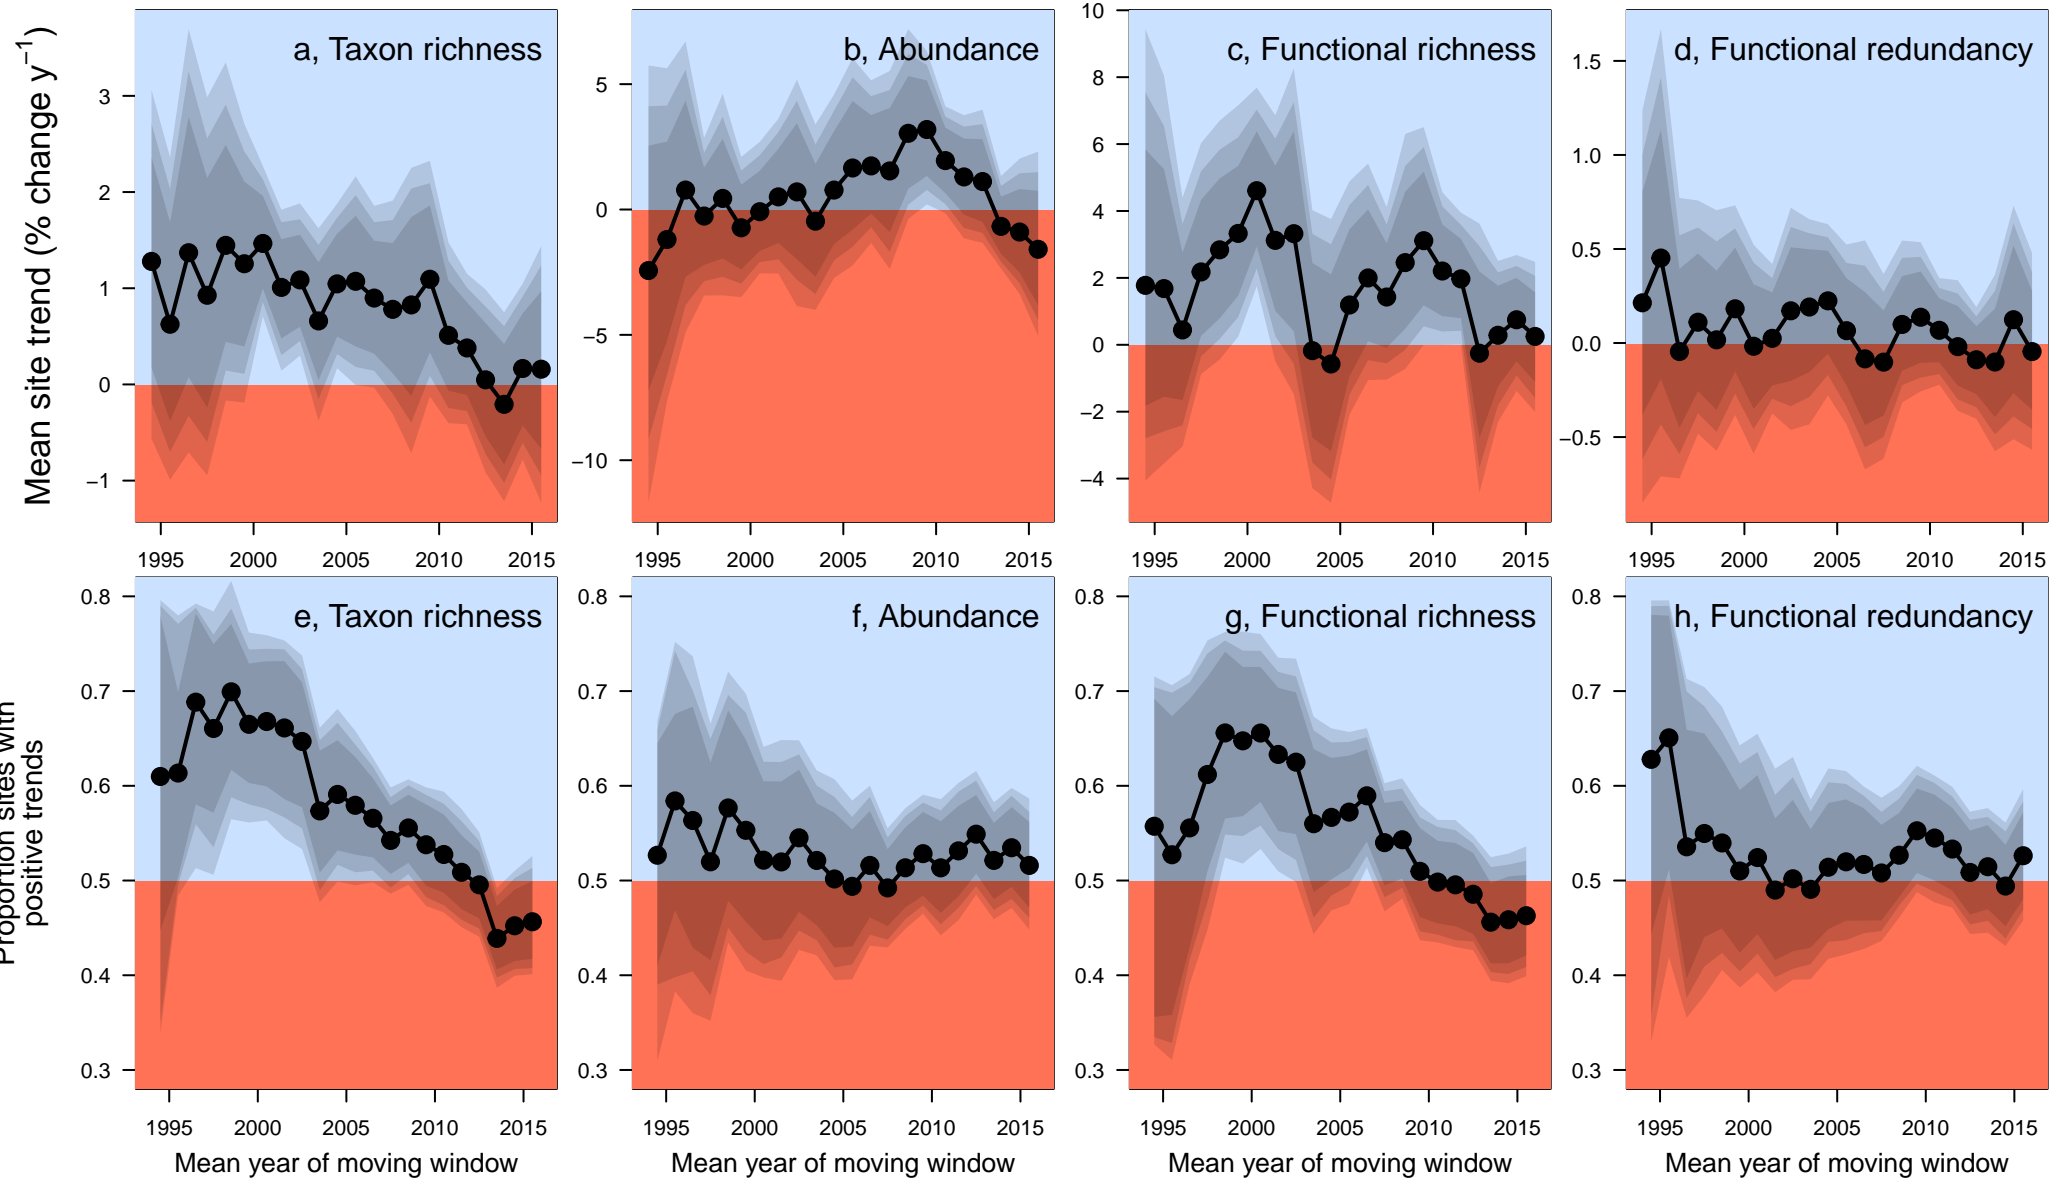 Mean site trend (% change y⁻¹)
a, Taxon richness
3
2
1
0
−1
1995 2000 2005 2010 2015
b, Abundance
5
0
−5
−10
1995 2000 2005 2010 2015
c, Functional richness
10
8
6
4
2
0
−2
−4
1995 2000 2005 2010 2015
d, Functional redundancy
1.5
1.0
0.5
0.0
−0.5
1995 2000 2005 2010 2015
Proportion sites with
positive trends
e, Taxon richness
0.8
0.7
0.6
0.5
0.4
0.3
1995 2000 2005 2010 2015
Mean year of moving window
f, Abundance
0.8
0.7
0.6
0.5
0.4
0.3
1995 2000 2005 2010 2015
Mean year of moving window
g, Functional richness
0.8
0.7
0.6
0.5
0.4
0.3
1995 2000 2005 2010 2015
Mean year of moving window
h, Functional redundancy
0.8
0.7
0.6
0.5
0.4
0.3
1995 2000 2005 2010 2015
Mean year of moving window